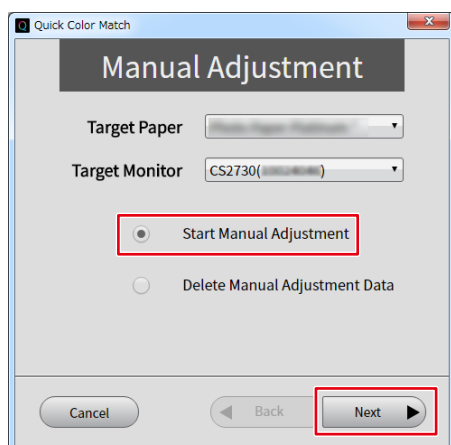 Q Quick Color Match
Manual Adjustment
Target Paper
Target Monitor CS2730( )
Start Manual Adjustment
Delete Manual Adjustment Data
Cancel Back Next